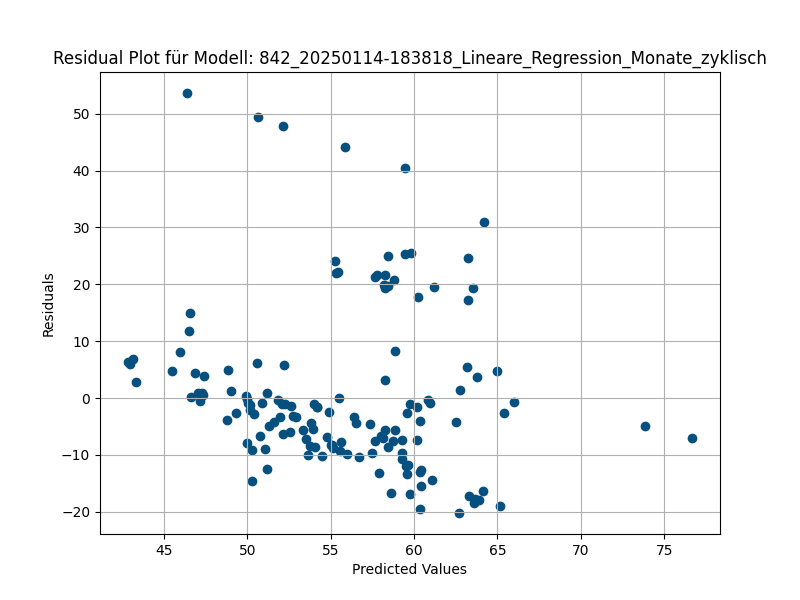 Residual Plot für Modell: 842_20250114-183818_Lineare_Regression_Monate_zyklisch
50
40
30
20
10
0
−10
−20
Residuals
45 50 55 60 65 70 75
Predicted Values